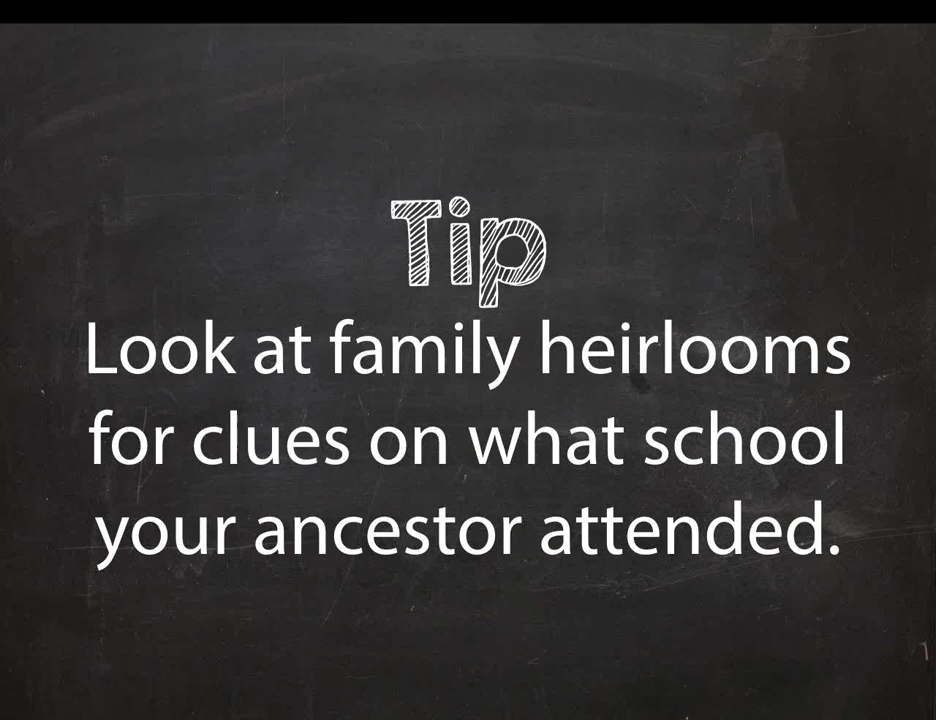 Tip
Look at family heirlooms
for clues on what school
your ancestor attended.